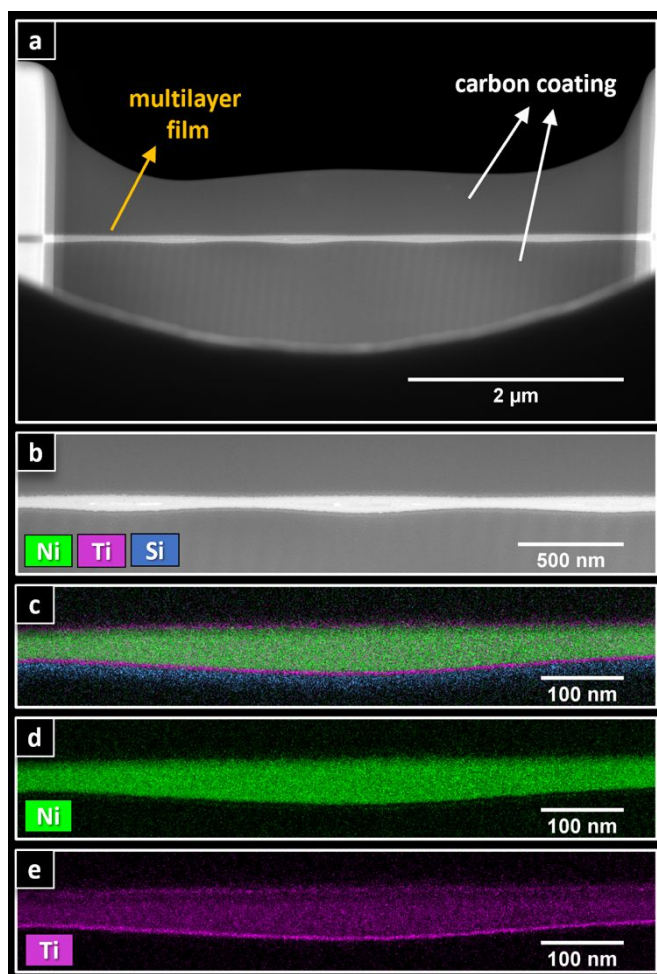 a
multilayer
film
carbon coating
2 µm
b
Ni Ti Si
500 nm
c
100 nm
d
Ni
100 nm
e
Ti
100 nm